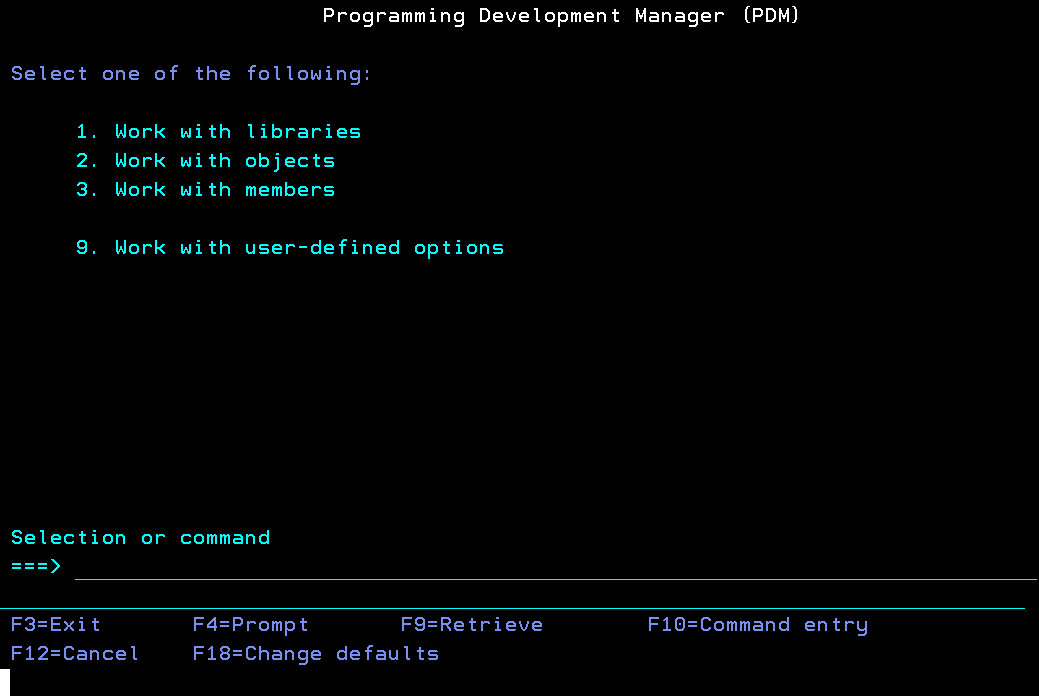 Programming Development Manager (PDM)
Select one of the following:
1. Work with libraries
2. Work with objects
3. Work with members
9. Work with user-defined options
Selection or command
===>
F3=Exit F4=Prompt F9=Retrieve F10=Command entry
F12=Cancel F18=Change defaults